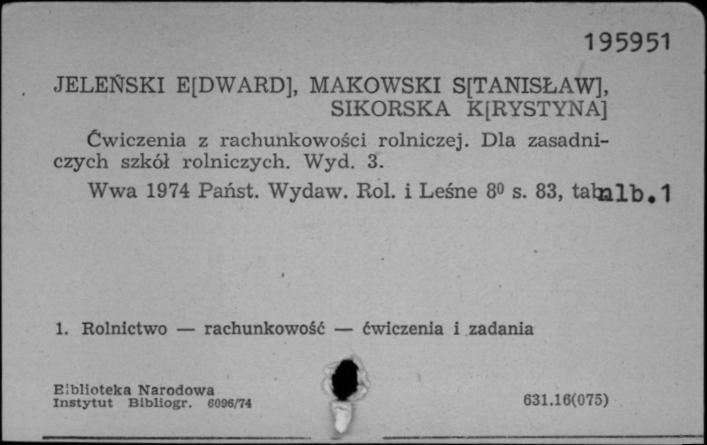 195951
JELEŃSKI E[DWARD], MAKOWSKI S[TANISŁAW],
SIKORSKA K[RYSTYNA]
Ćwiczenia z rachunkowości rolniczej. Dla zasadni-
czych szkół rolniczych. Wyd. 3.
Wwa 1974 Państ. Wydaw. Rol. i Leśne 8⁰ s. 83, nlb.1
1. Rolnictwo — rachunkowość — ćwiczenia i zadania
Biblioteka Narodowa
Instytut Bibliogr. 6096/74
631.16(075)